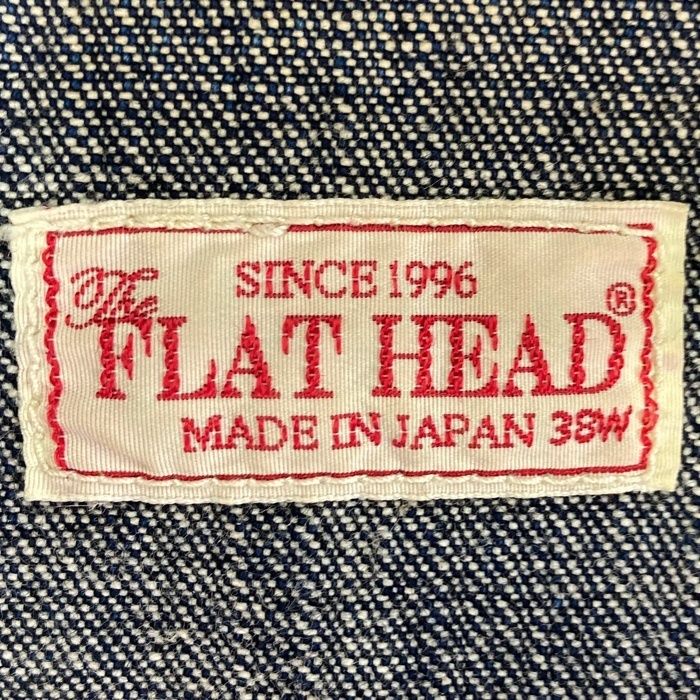 SINCE 1996
The
FLAT HEAD®
MADE IN JAPAN 38W